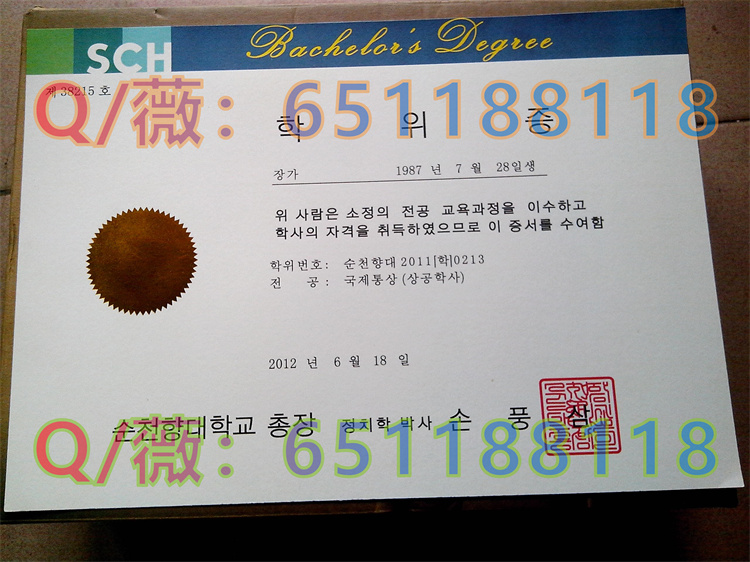 SCH
Bachelor's Degree
제 38215 호
Q/薇：651188118
학 위 증
장가 1987 년 7 월 28일생
위 사람은 소정의 전공 교육과정을 이수하고
학사의 자격을 취득하였으므로 이 증서를 수여함
학위번호: 순천향대 2011|학|0213
전 공: 국제통상 (상공학사)
2012 년 6 월 18 일
순천향대학교 총장 정치학 박사 손 풍 삼
Q/薇：651188118